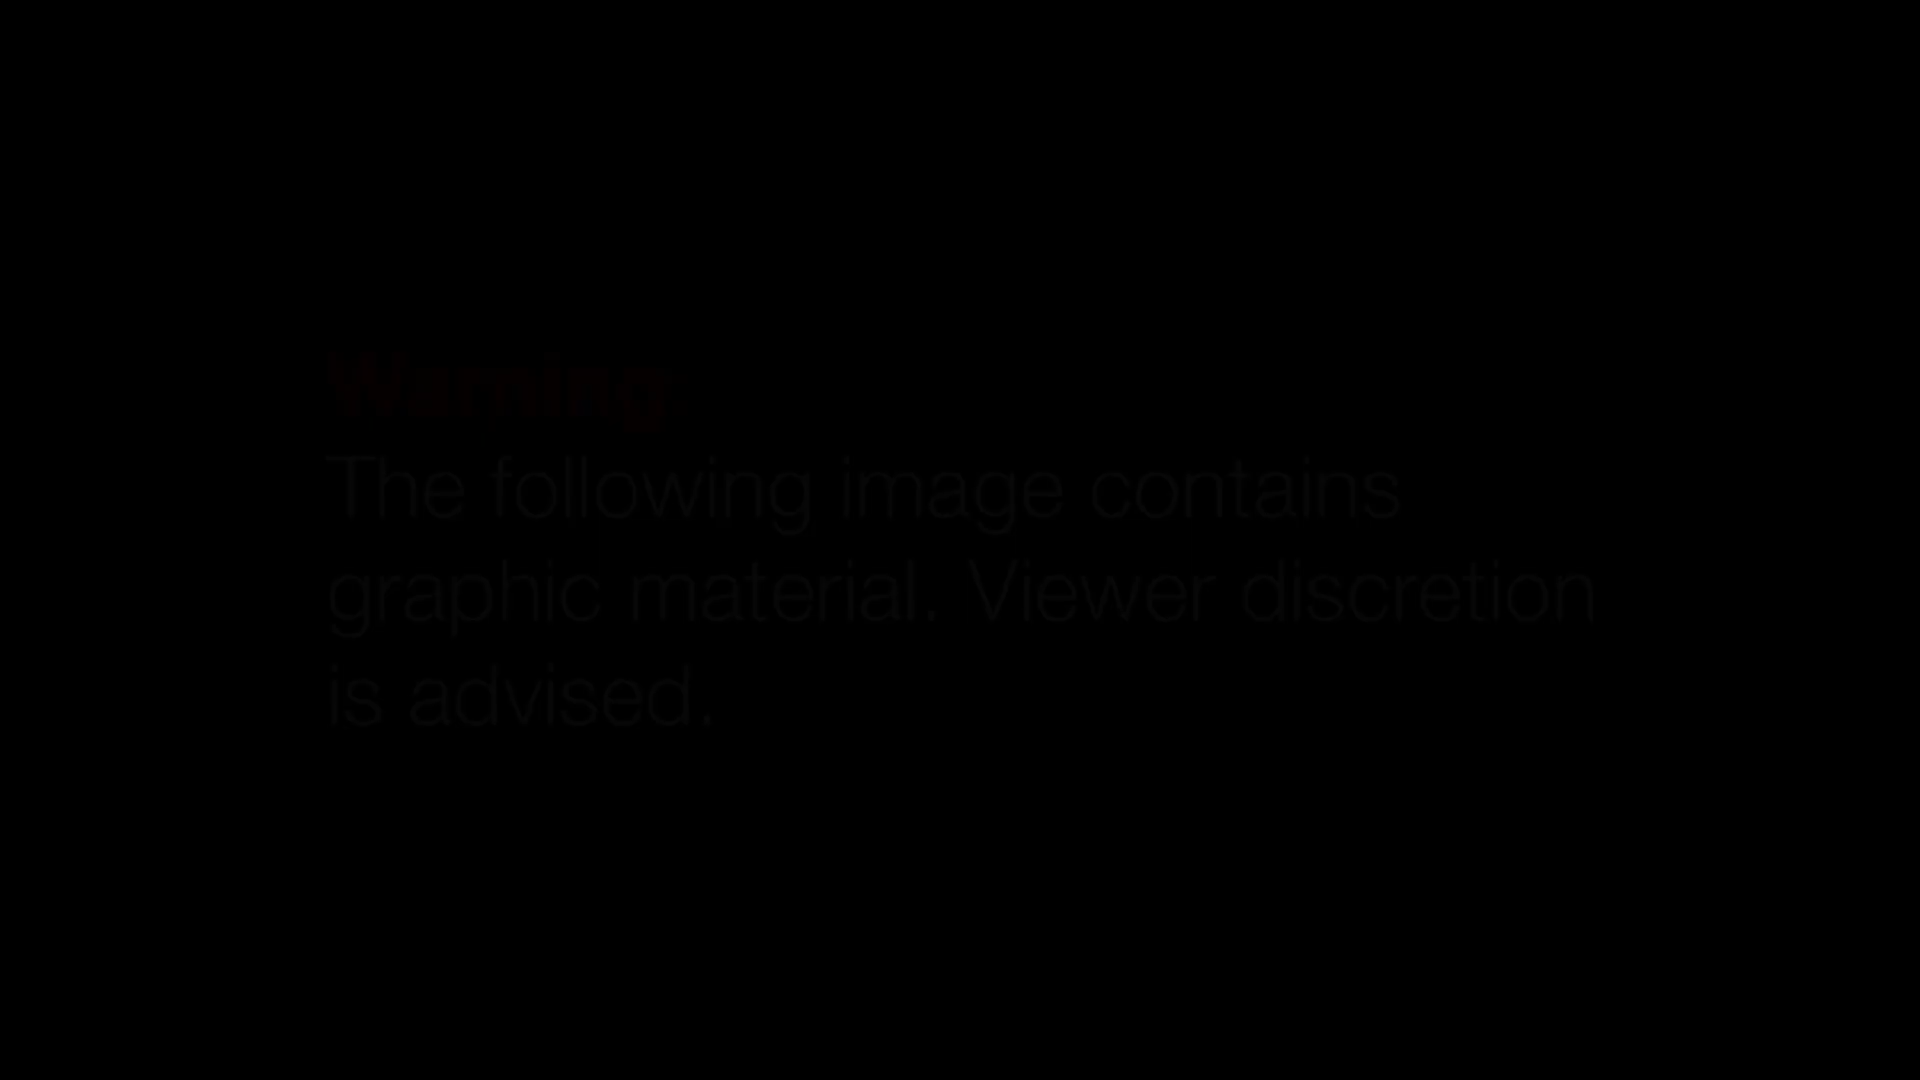 Warning:
The following image contains
graphic material. Viewer discretion
is advised.